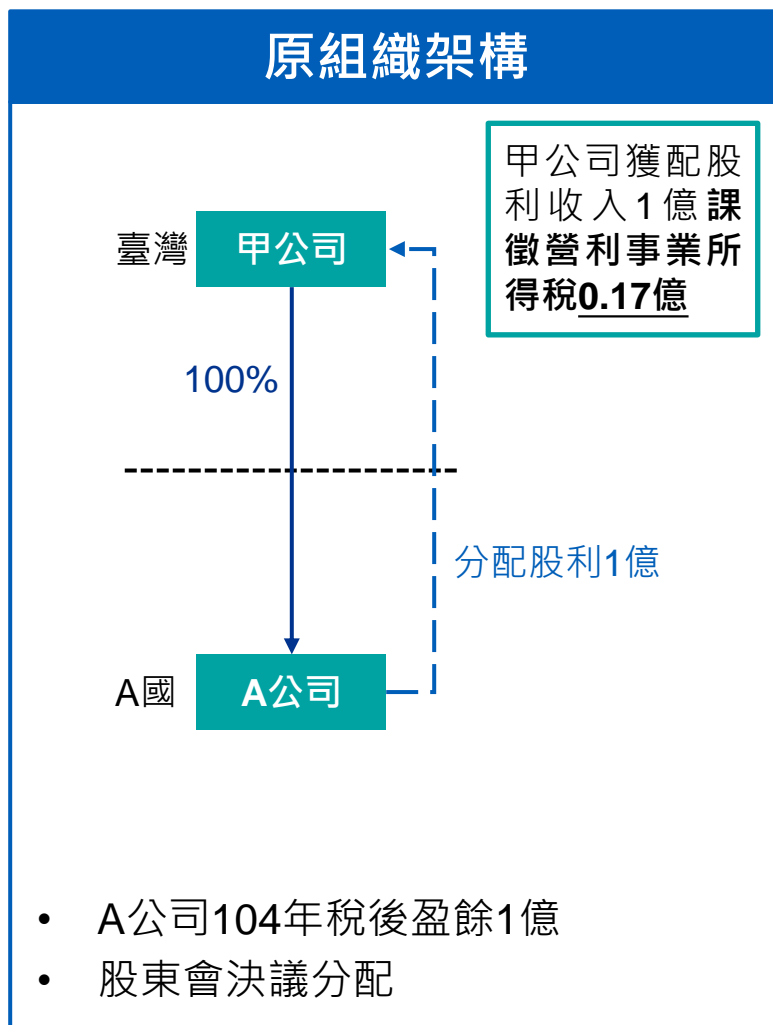 原組織架構
甲公司獲配股
利收入1億課
徵營利事業所
得稅0.17億
臺灣
甲公司
100%
分配股利1億
A國
A公司
• A公司104年稅後盈餘1億
• 股東會決議分配